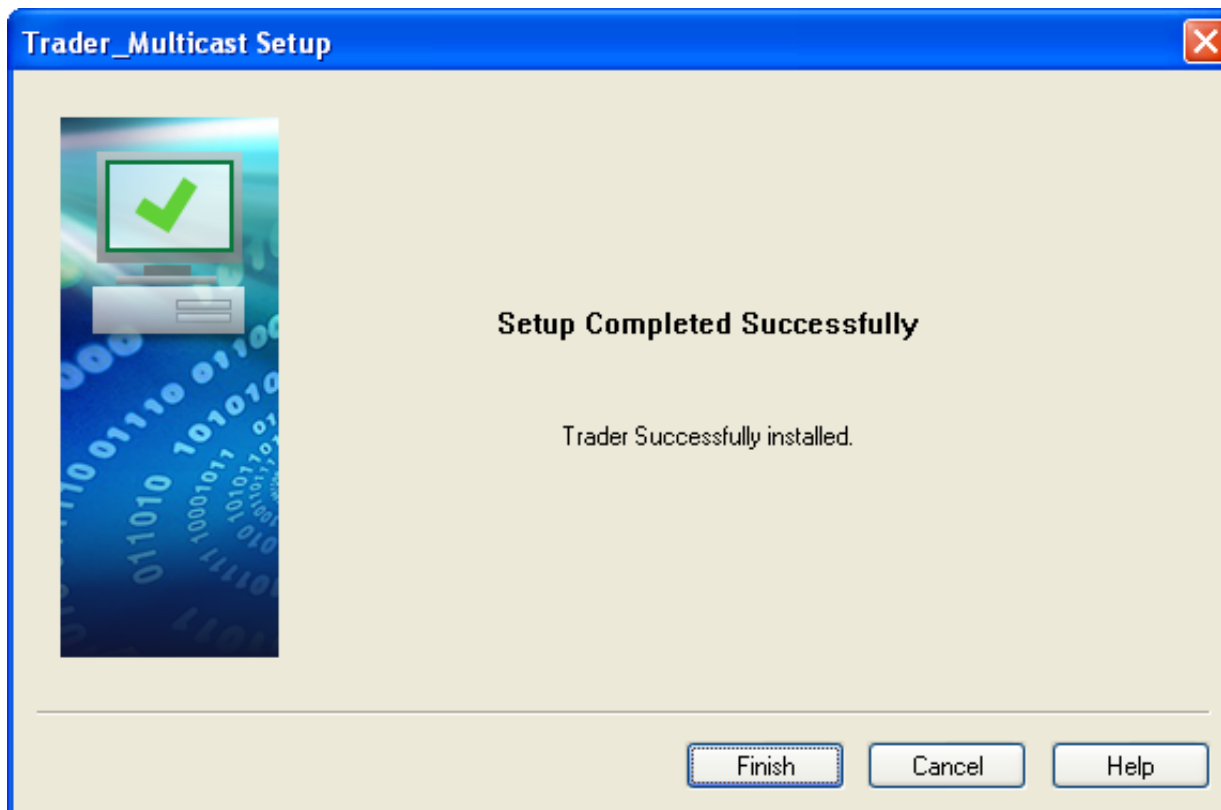 Trader_Multicast Setup
Setup Completed Successfully
Trader Successfully installed.
Finish
Cancel
Help